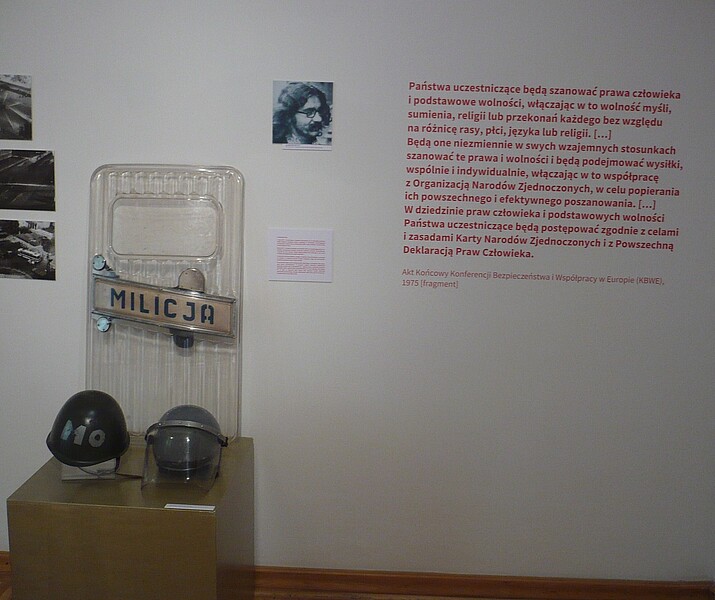 Państwa uczestniczące będą szanować prawa człowieka
i podstawowe wolności, włączając w to wolność myśli,
sumienia, religii lub przekonań każdego bez względu
na różnicę rasy, płci, języka lub religii. [...]
Będą one niezmiennie w swych wzajemnych stosunkach
szanować te prawa i wolności i będą podejmować wysiłki,
wspólnie i indywidualnie, włączając w to współpracę
z Organizacją Narodów Zjednoczonych, w celu popierania
ich powszechnego i efektywnego poszanowania. [...]
W dziedzinie praw człowieka i podstawowych wolności
Państwa uczestniczące będą postępować zgodnie z celami
i zasadami Karty Narodów Zjednoczonych i z Powszechną
Deklaracją Praw Człowieka.
Akt Końcowy Konferencji Bezpieczeństwa i Współpracy w Europie (KBWE),
1975 [fragment]
MILICJA
MO